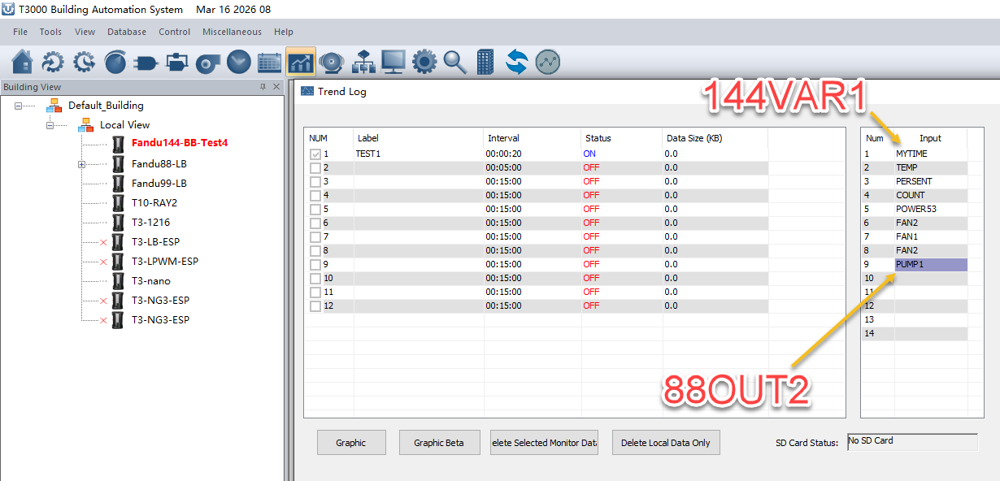 T3000 Building Automation System Mar 16 2026 08
File Tools View Database Control Miscellaneous Help
Building View
Trend Log
144VAR1
Default_Building
Local View
Fandu144-BB-Test4
Fandu88-LB
Fandu99-LB
T10-RAY2
T3-1216
T3-LB-ESP
T3-LPWM-ESP
T3-nano
T3-NG3-ESP
T3-NG3-ESP
NUM Label Interval Status Data Size (KB)
1 TEST1 00:00:20 ON 0.0
2 00:05:00 OFF 0.0
3 00:15:00 OFF 0.0
4 00:15:00 OFF 0.0
5 00:15:00 OFF 0.0
6 00:15:00 OFF 0.0
7 00:15:00 OFF 0.0
8 00:15:00 OFF 0.0
9 00:15:00 OFF 0.0
10 00:15:00 OFF 0.0
11 00:15:00 OFF 0.0
12 00:15:00 OFF 0.0
Num Input
1 MYTIME
2 TEMP
3 PERSENT
4 COUNT
5 POWER53
6 FAN2
7 FAN1
8 FAN2
9 PUMP1
10
11
12
13
14
88OUT2
Graphic Graphic Beta elete Selected Monitor Dat Delete Local Data Only SD Card Status: No SD Card